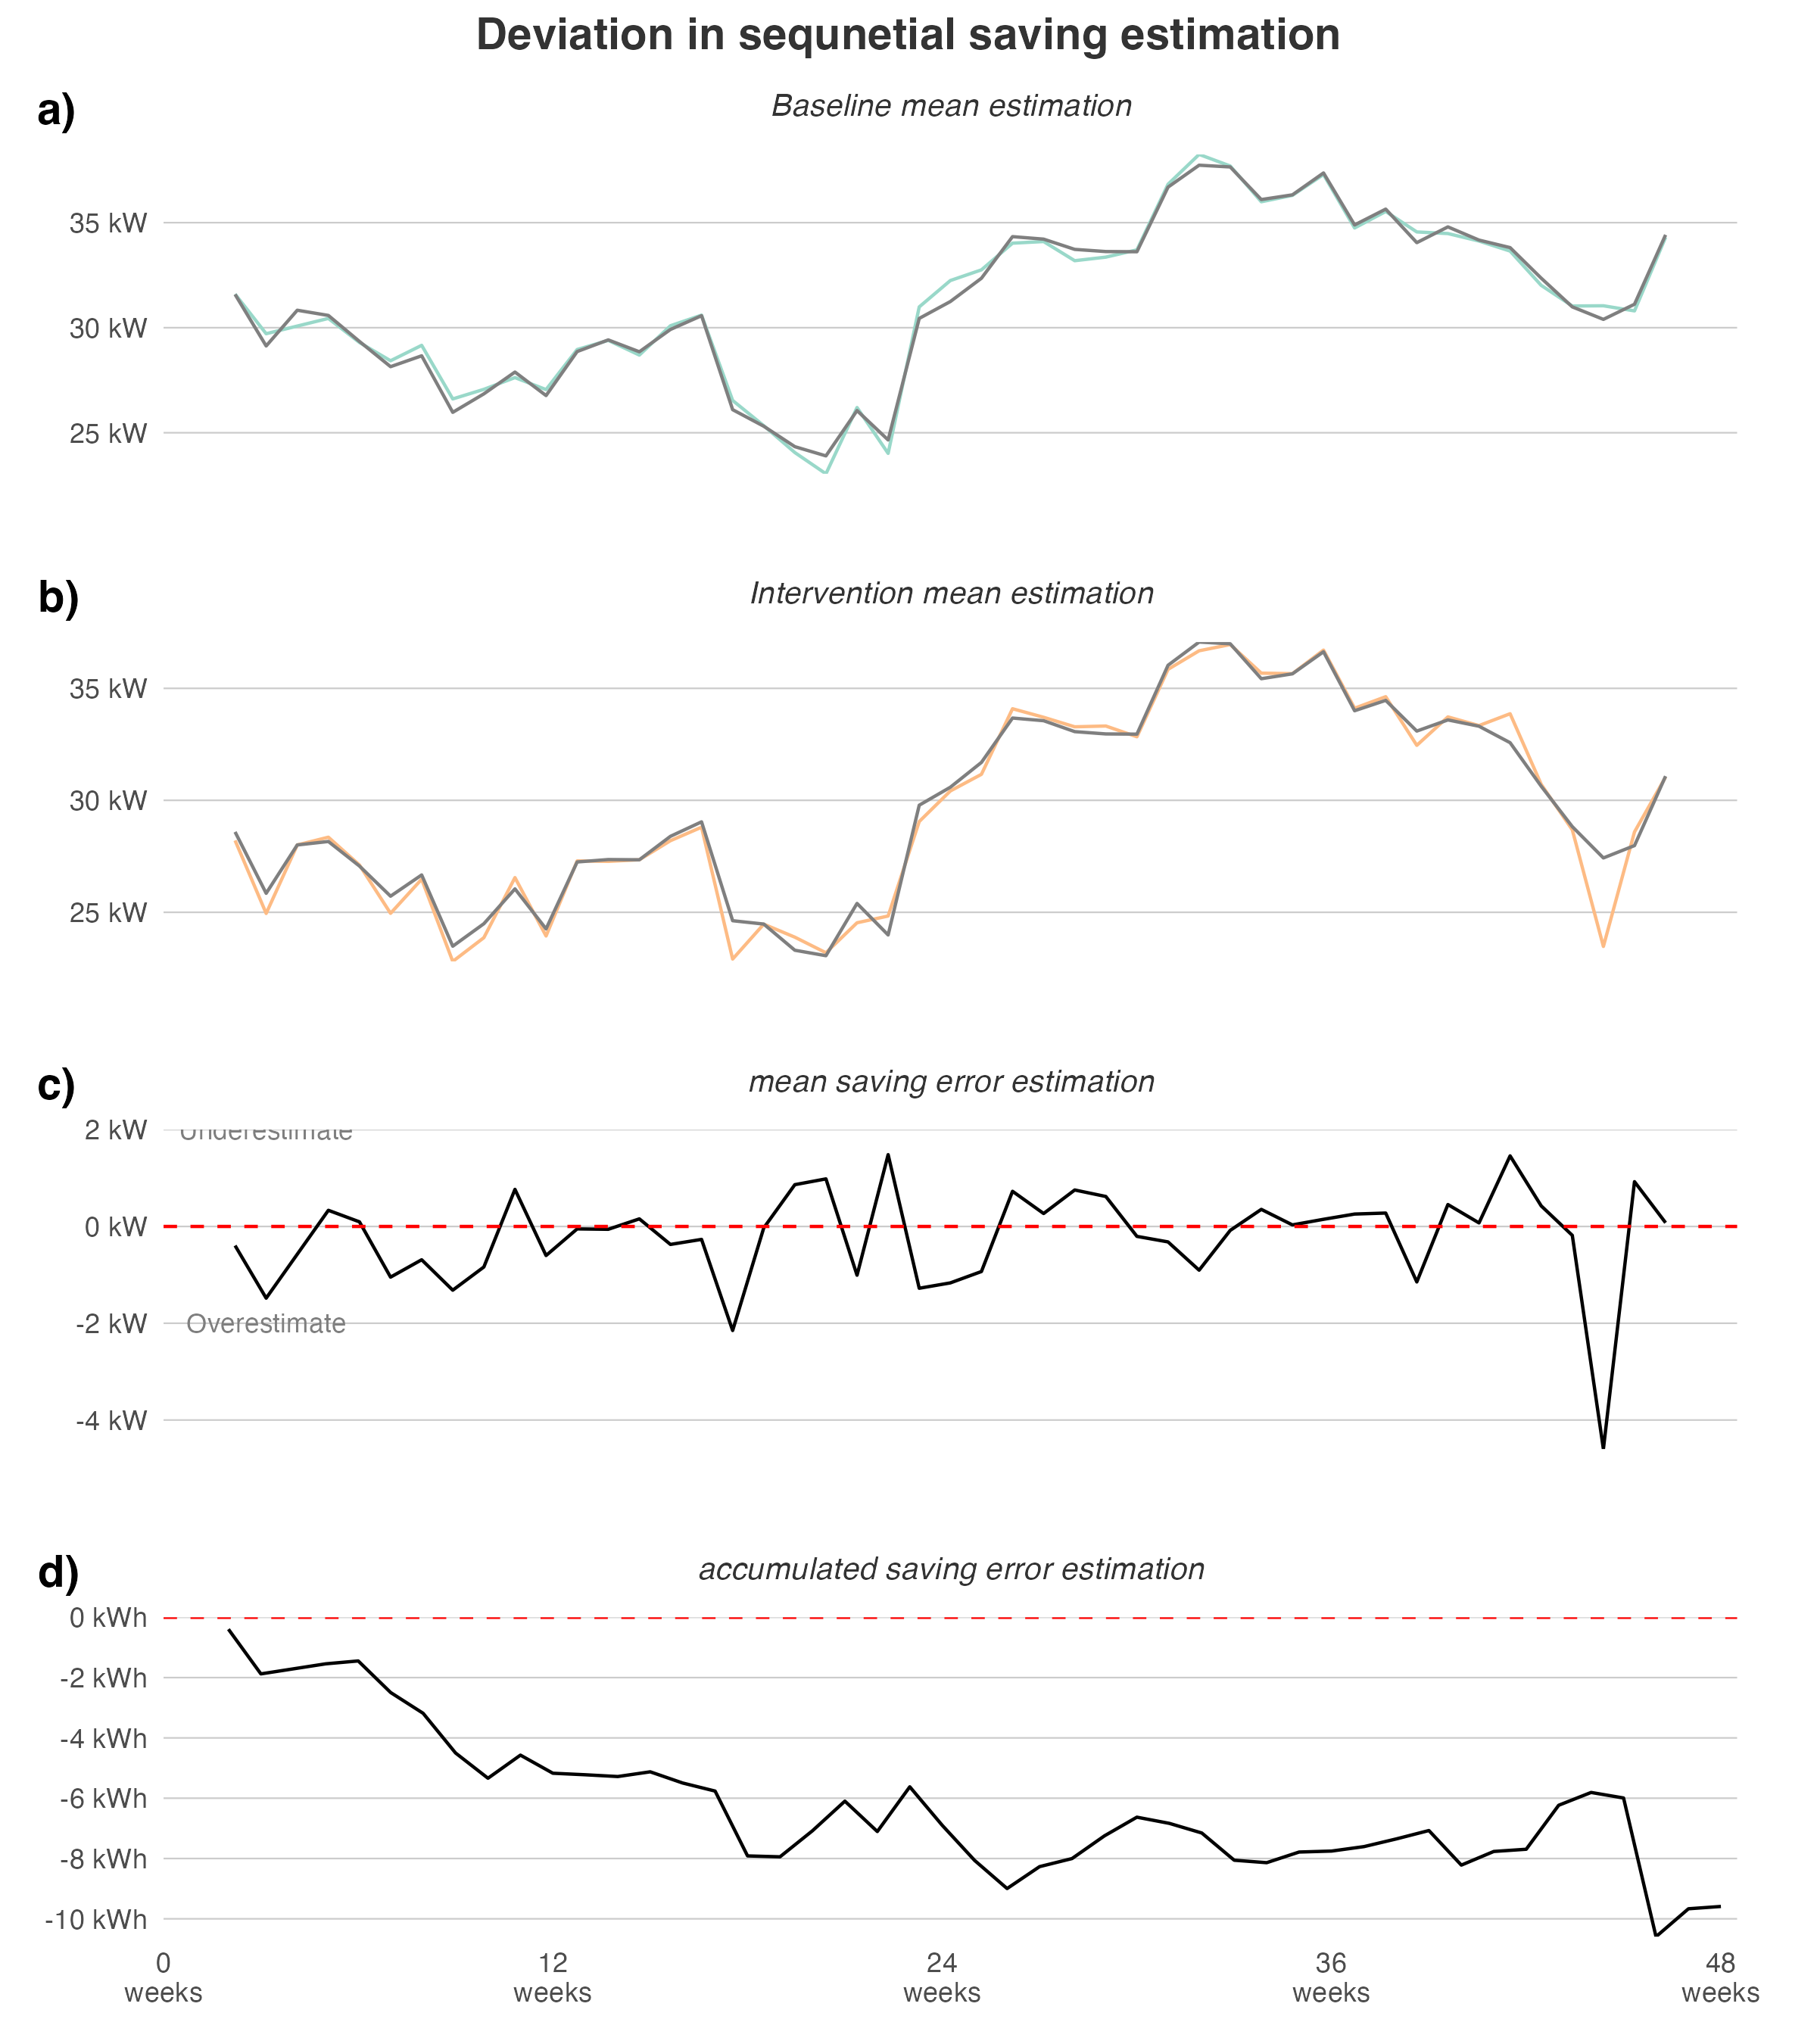 Deviation in sequnetial saving estimation
a)
Baseline mean estimation
35 kW
30 kW
25 kW
b)
Intervention mean estimation
35 kW
30 kW
25 kW
c)
mean saving error estimation
2 kW
Underestimate
0 kW
-2 kW
Overestimate
-4 kW
d)
accumulated saving error estimation
0 kWh
-2 kWh
-4 kWh
-6 kWh
-8 kWh
-10 kWh
0 12 24 36 48
weeks weeks weeks weeks weeks